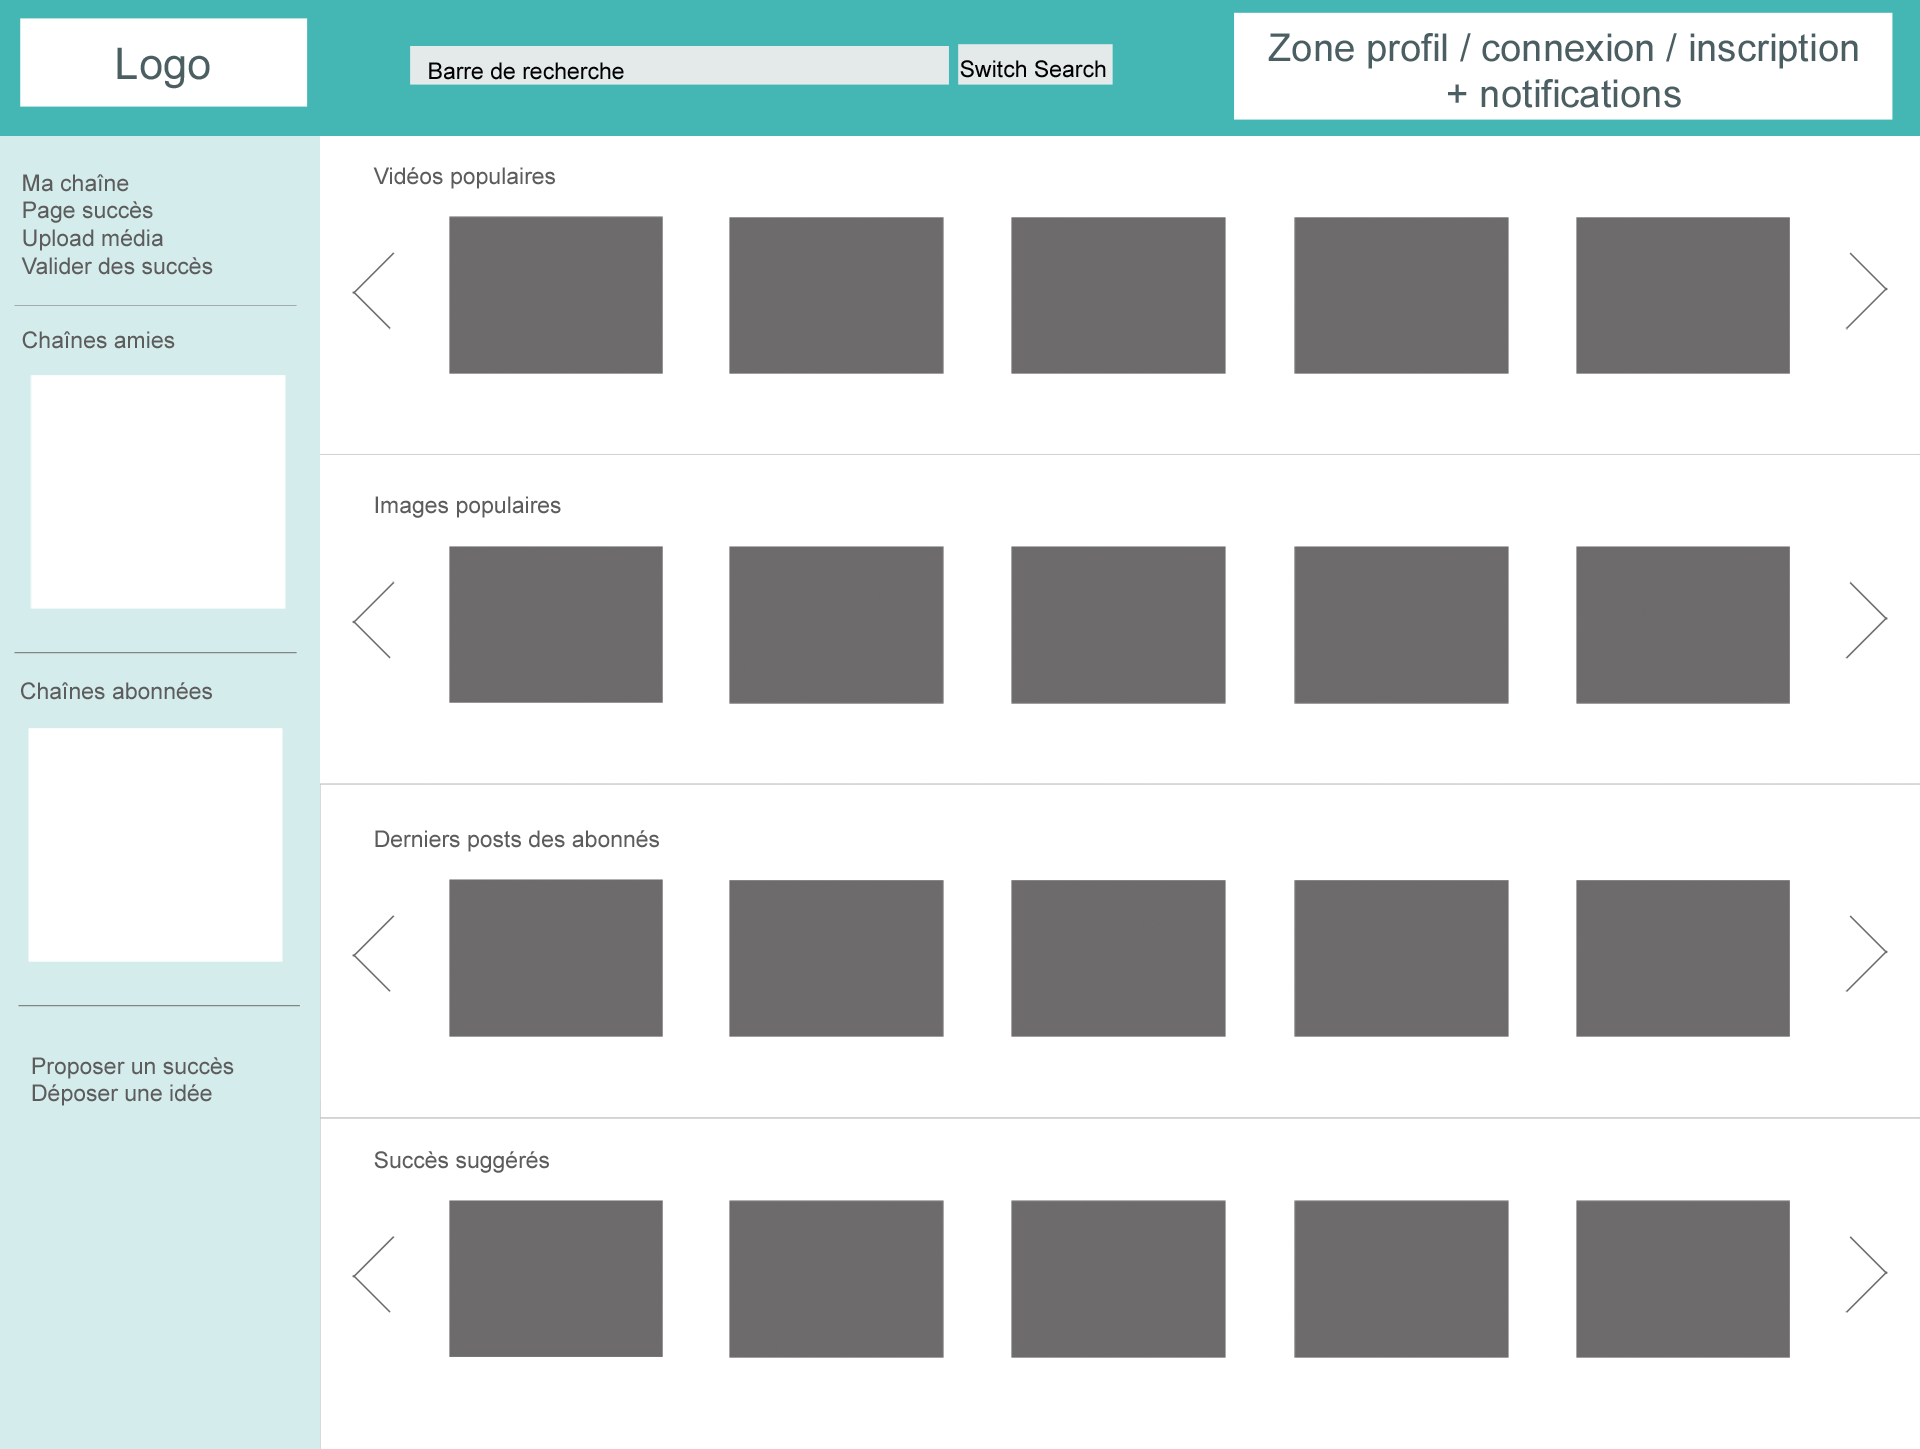 Logo
Barre de recherche
Switch Search
Zone profil / connexion / inscription
+ notifications
Ma chaîne
Page succès
Upload média
Valider des succès
Chaînes amies
Chaînes abonnées
Proposer un succès
Déposer une idée
Vidéos populaires
Images populaires
Derniers posts des abonnés
Succès suggérés